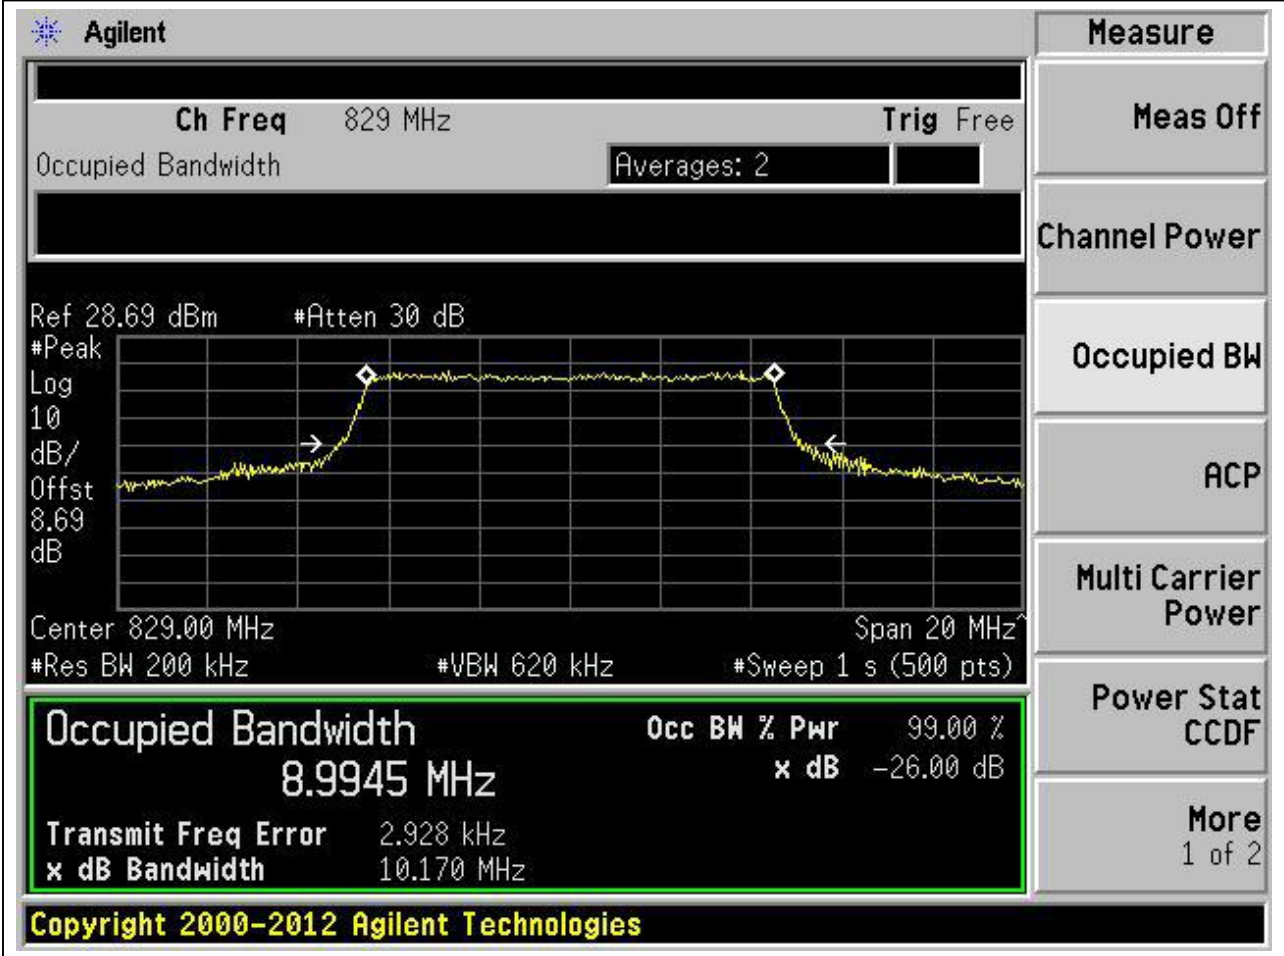 Agilent
Measure
Ch Freq 829 MHz Trig Free
Occupied Bandwidth Averages: 2
Meas Off
Channel Power
Occupied BW
ACP
Multi Carrier
Power
Power Stat
CCDF
More
1 of 2
Ref 28.69 dBm #Atten 30 dB
#Peak
Log
10
dB/
Offst
8.69
dB
Center 829.00 MHz Span 20 MHz^
#Res BW 200 kHz #VBW 620 kHz #Sweep 1 s (500 pts)
Occupied Bandwidth Occ BW % Pwr 99.00 %
8.9945 MHz x dB -26.00 dB
Transmit Freq Error 2.928 kHz
x dB Bandwidth 10.170 MHz
Copyright 2000-2012 Agilent Technologies